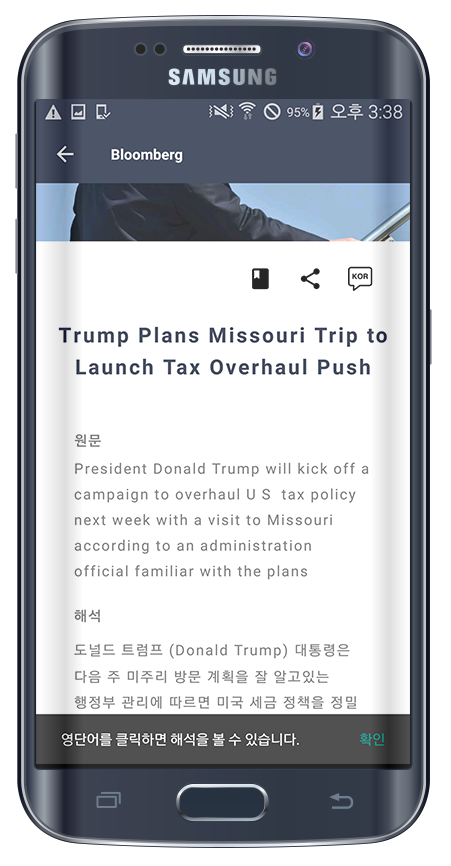 SAMSUNG
95% 오후 3:38
Bloomberg
KOR
Trump Plans Missouri Trip to
Launch Tax Overhaul Push
원문
President Donald Trump will kick off a
campaign to overhaul U S  tax policy
next week with a visit to Missouri
according to an administration
official familiar with the plans
해석
도널드 트럼프 (Donald Trump) 대통령은
다음 주 미주리 방문 계획을 잘 알고있는
행정부 관리에 따르면 미국 세금 정책을 정밀
영단어를 클릭하면 해석을 볼 수 있습니다. 확인